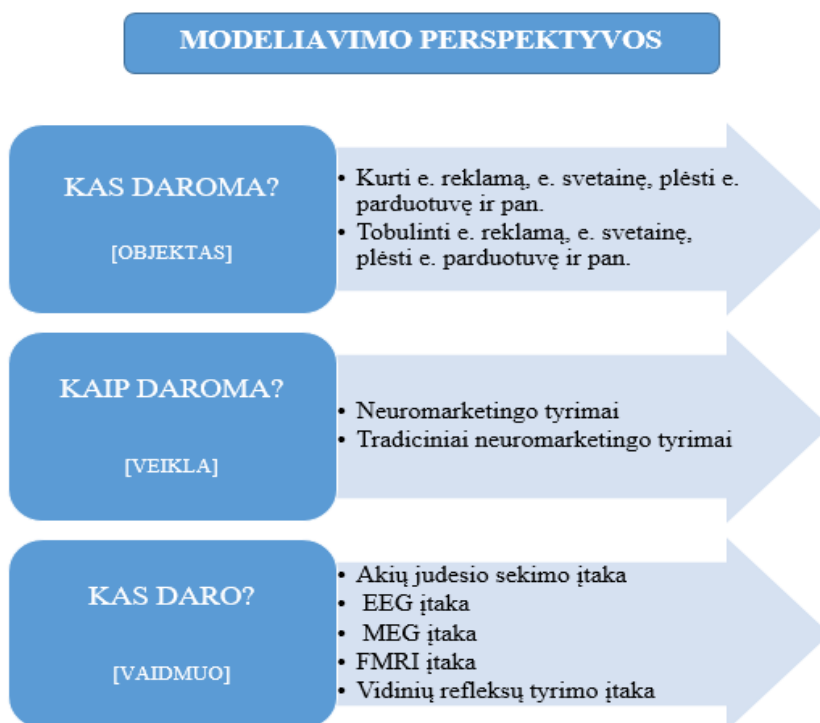 MODELIAVIMO PERSPEKTYVOS
KAS DAROMA?
[OBJEKTAS]
• Kurti e. reklamą, e. svetainę, plėsti e.
parduotuvę ir pan.
• Tobulinti e. reklamą, e. svetainę,
plėsti e. parduotuvę ir pan.
KAIP DAROMA?
[VEIKLA]
• Neuromarketingo tyrimai
• Tradiciniai neuromarketingo tyrimai
KAS DARO?
[VAIDMUO]
• Akių judesio sekimo įtaka
• EEG įtaka
• MEG įtaka
• FMRI įtaka
• Vidinių refleksų tyrimo įtaka